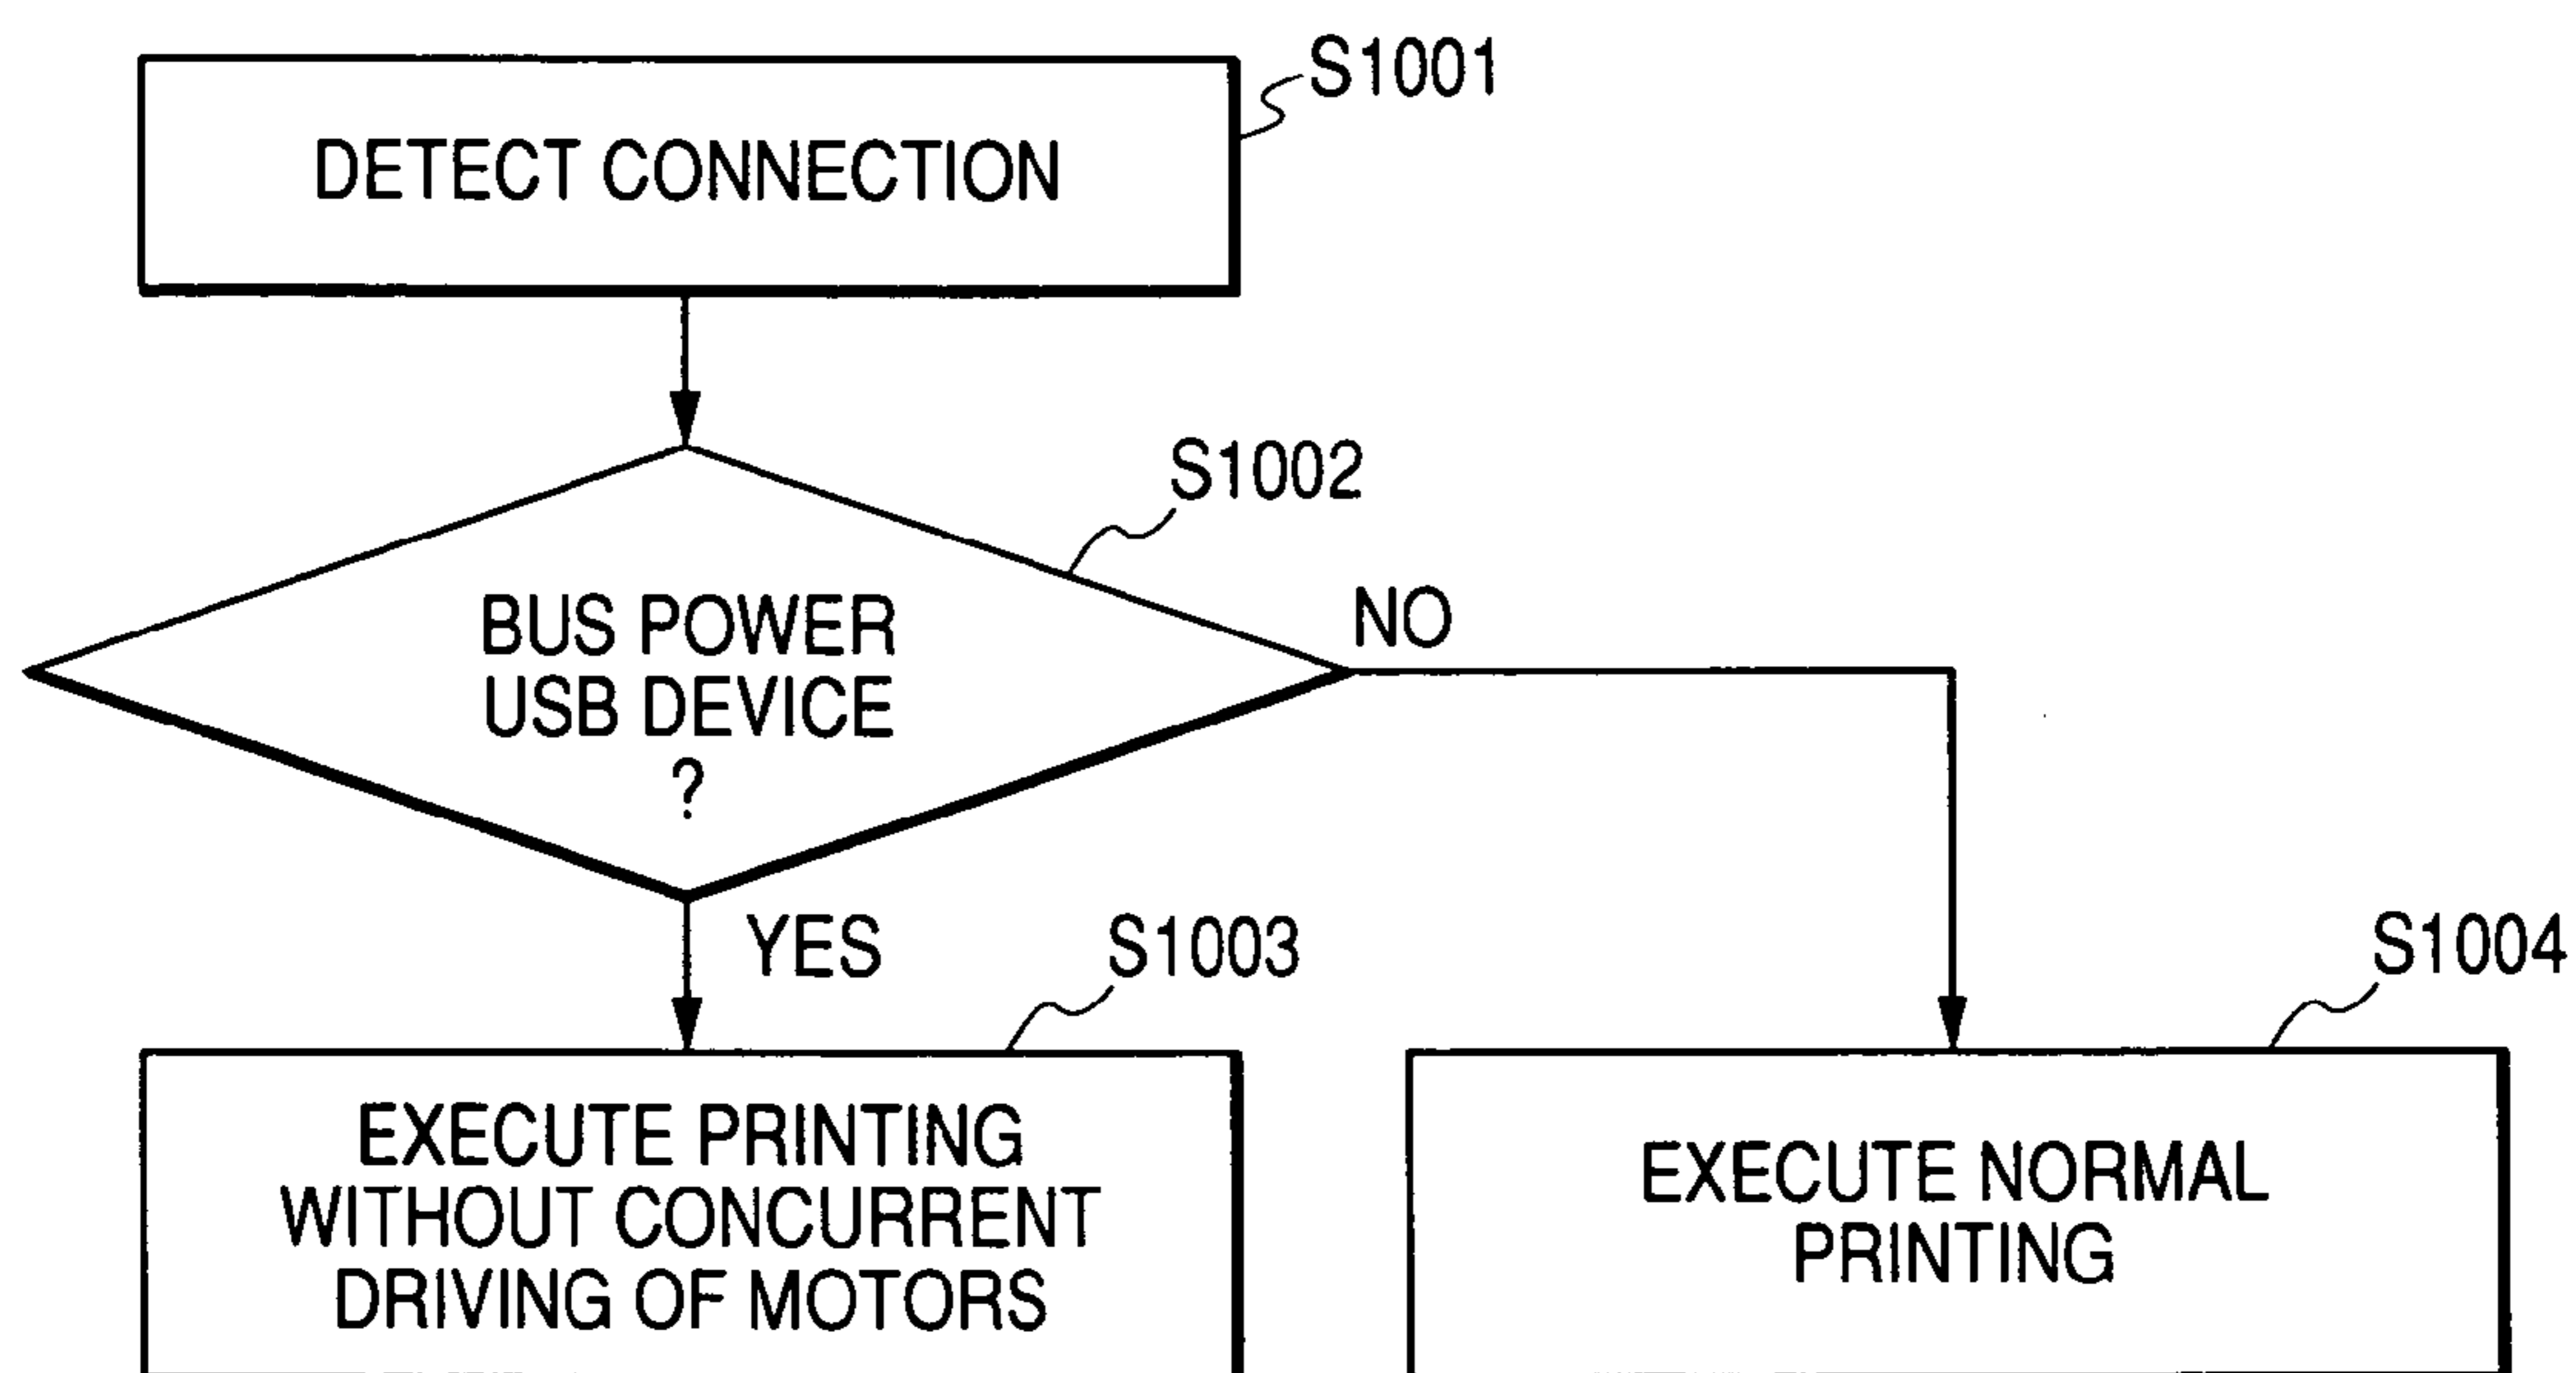 S1001
DETECT CONNECTION
S1002
BUS POWER
USB DEVICE
?
NO
YES
S1003
S1004
EXECUTE PRINTING
WITHOUT CONCURRENT
DRIVING OF MOTORS
EXECUTE NORMAL
PRINTING